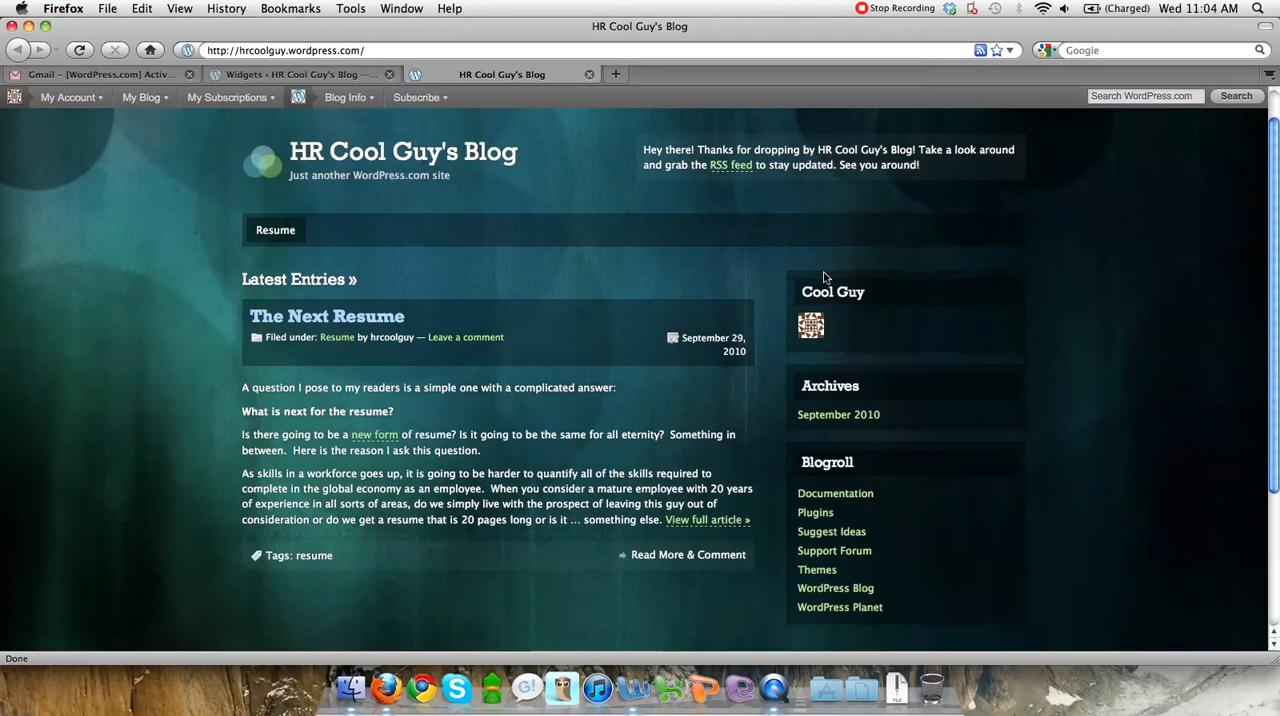 Firefox File Edit View History Bookmarks Tools Window Help Stop Recording (Charged) Wed 11:04 AM
HR Cool Guy's Blog
http://hrcoolguy.wordpress.com/ Google
Gmail – [WordPress.com] Activ... Widgets ‹ HR Cool Guy's Blog —... HR Cool Guy's Blog
My Account My Blog My Subscriptions Blog Info Subscribe Search WordPress.com Search
HR Cool Guy's Blog
Just another WordPress.com site
Hey there! Thanks for dropping by HR Cool Guy's Blog! Take a look around
and grab the RSS feed to stay updated. See you around!
Resume
Latest Entries »
The Next Resume
Filed under: Resume by hrcoolguy — Leave a comment
September 29,
2010
A question I pose to my readers is a simple one with a complicated answer:
What is next for the resume?
Is there going to be a new form of resume? Is it going to be the same for all eternity? Something in
between. Here is the reason I ask this question.
As skills in a workforce goes up, it is going to be harder to quantify all of the skills required to
complete in the global economy as an employee. When you consider a mature employee with 20 years
of experience in all sorts of areas, do we simply live with the prospect of leaving this guy out of
consideration or do we get a resume that is 20 pages long or is it ... something else. View full article »
Tags: resume
Read More & Comment
Cool Guy
Archives
September 2010
Blogroll
Documentation
Plugins
Suggest Ideas
Support Forum
Themes
WordPress Blog
WordPress Planet
Done